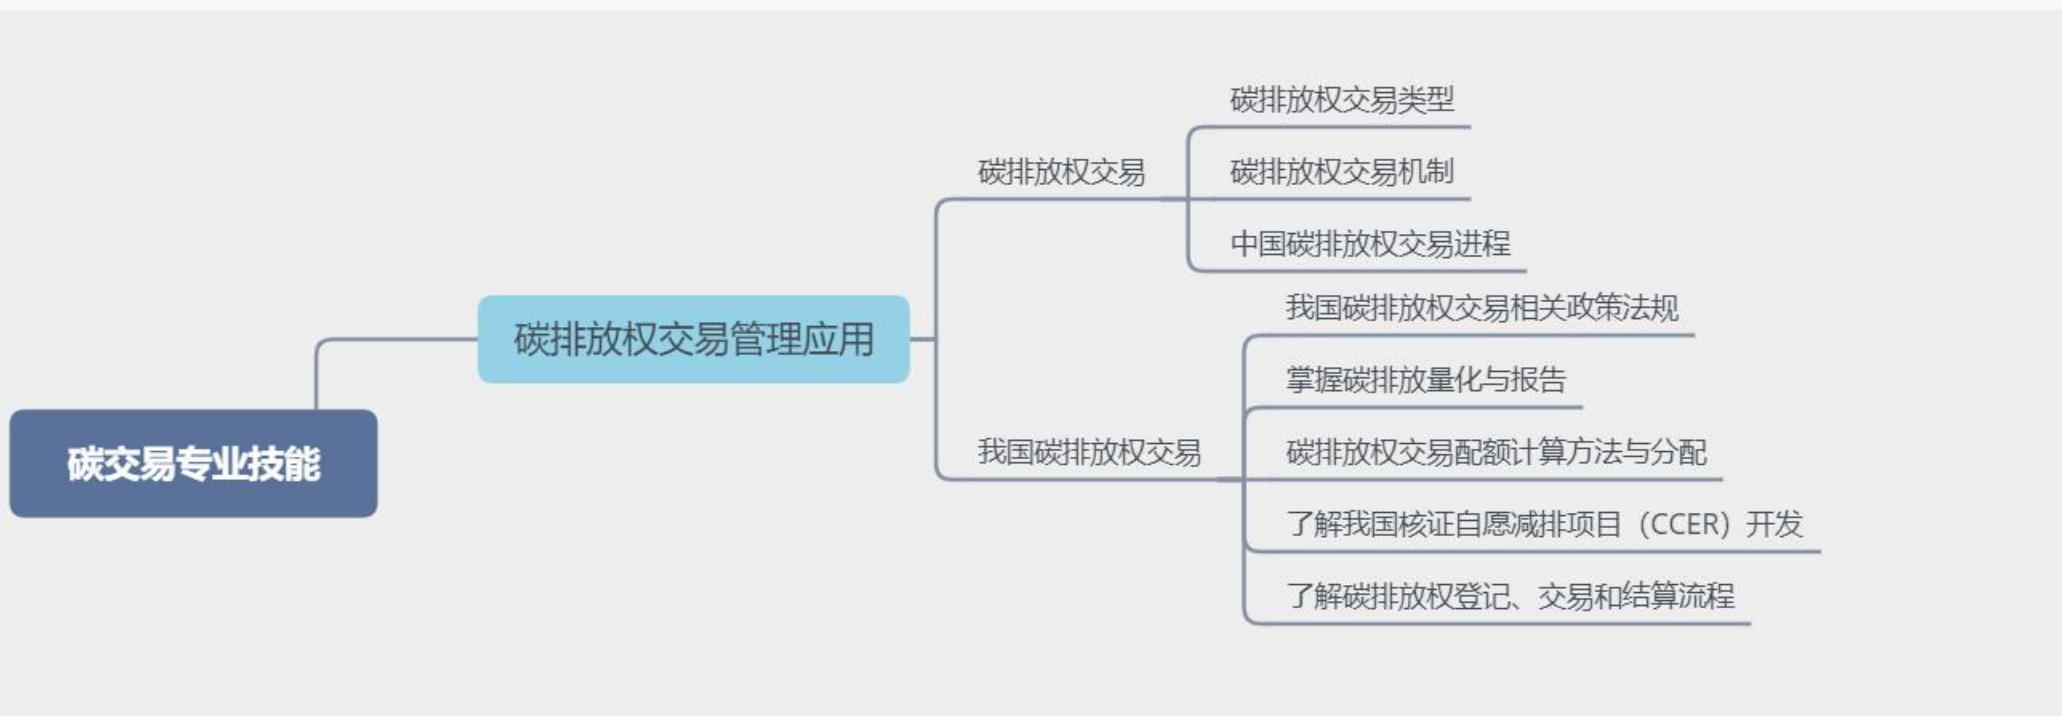 碳交易专业技能
碳排放权交易管理应用
碳排放权交易
碳排放权交易类型
碳排放权交易机制
中国碳排放权交易进程
我国碳排放权交易
我国碳排放权交易相关政策法规
掌握碳排放量化与报告
碳排放权交易配额计算方法与分配
了解我国核证自愿减排项目（CCER）开发
了解碳排放权登记、交易和结算流程